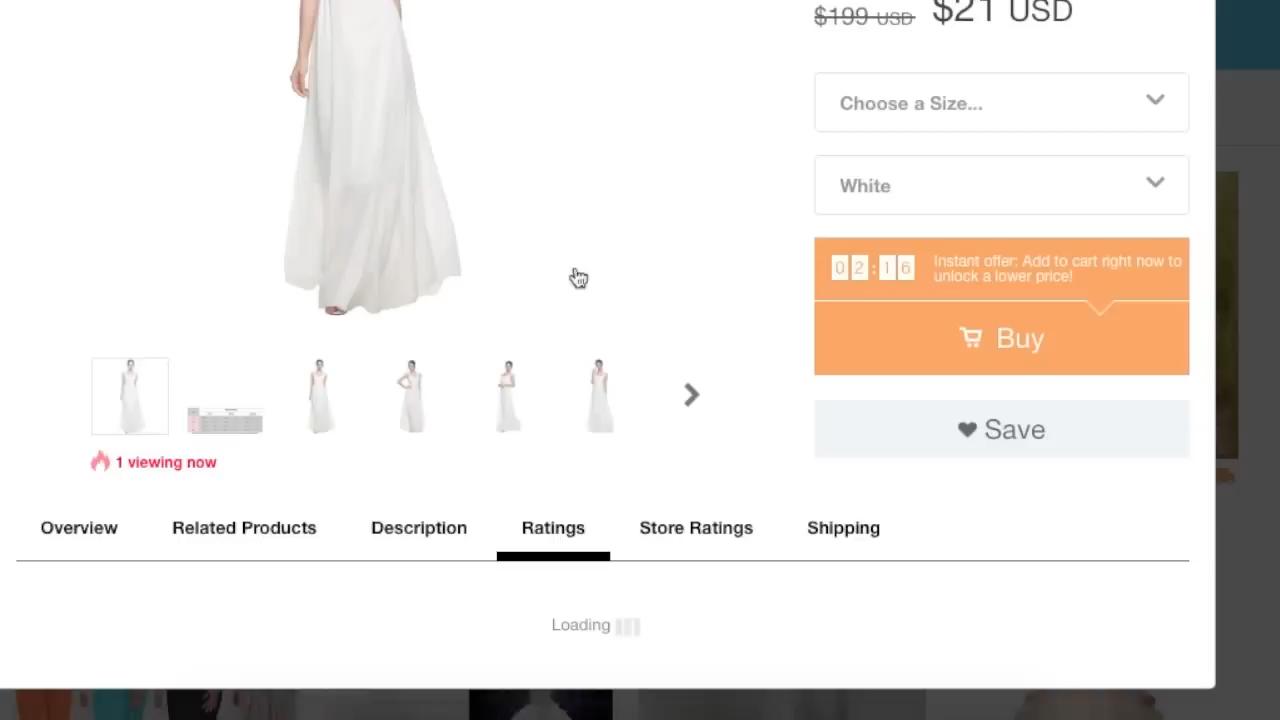 $199 USD $21 USD
Choose a Size...
White
02:16
Instant offer: Add to cart right now to
unlock a lower price!
Buy
Save
1 viewing now
Overview Related Products Description Ratings Store Ratings Shipping
Loading